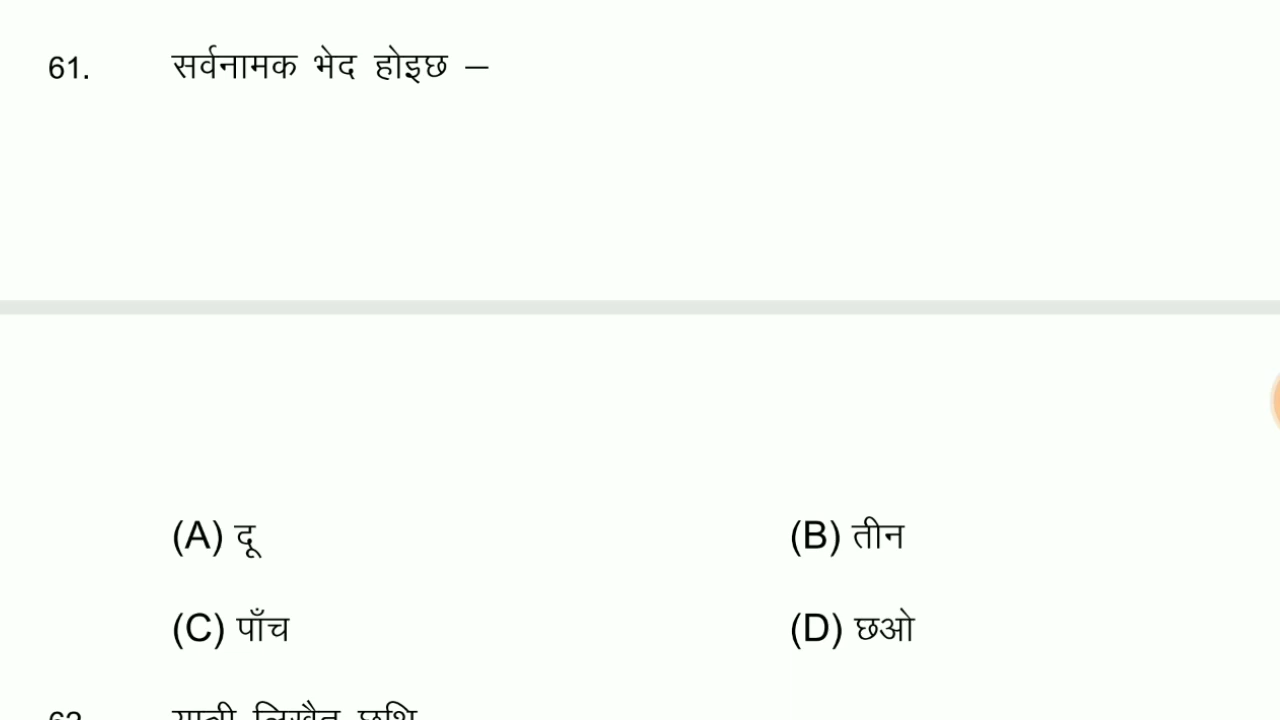 61. सर्वनामक भेद होइछ –
(A) दू (B) तीन
(C) पाँच (D) छओ